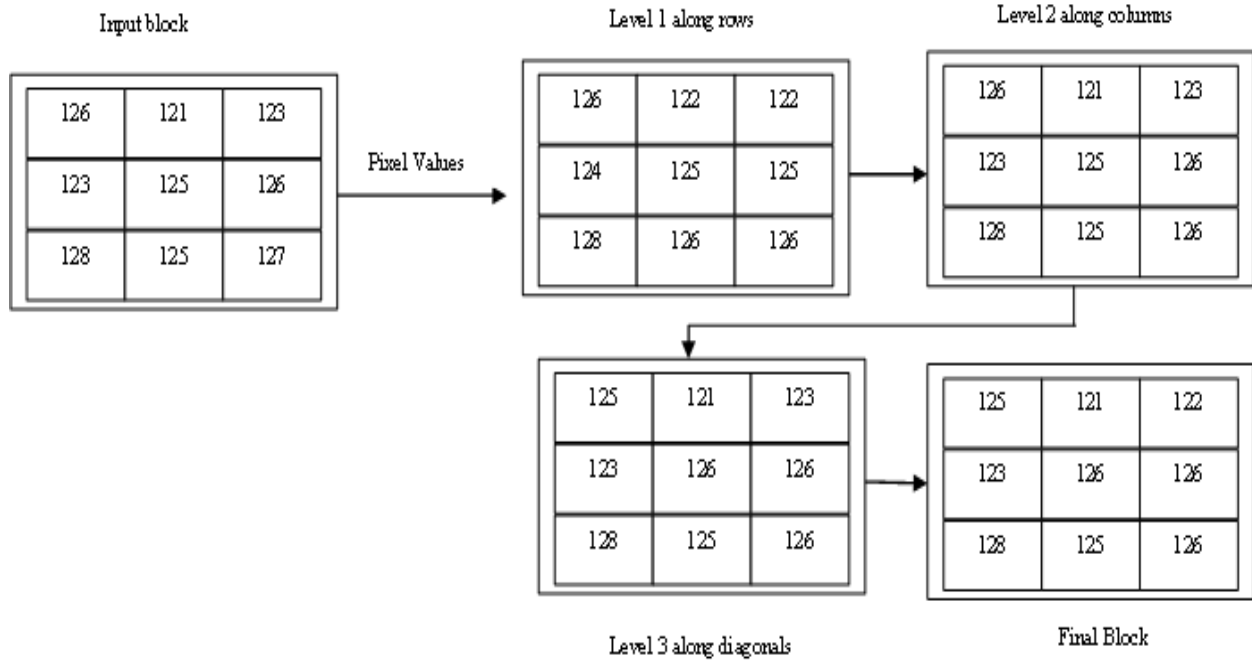 Input block
126 121 123
123 125 126
128 125 127
Pixel Values
Level 1 along rows
126 122 122
124 125 125
128 126 126
Level 2 along columns
126 121 123
123 125 126
128 125 126
125 121 123
123 126 126
128 125 126
Level 3 along diagonals
125 121 122
123 126 126
128 125 126
Final Block